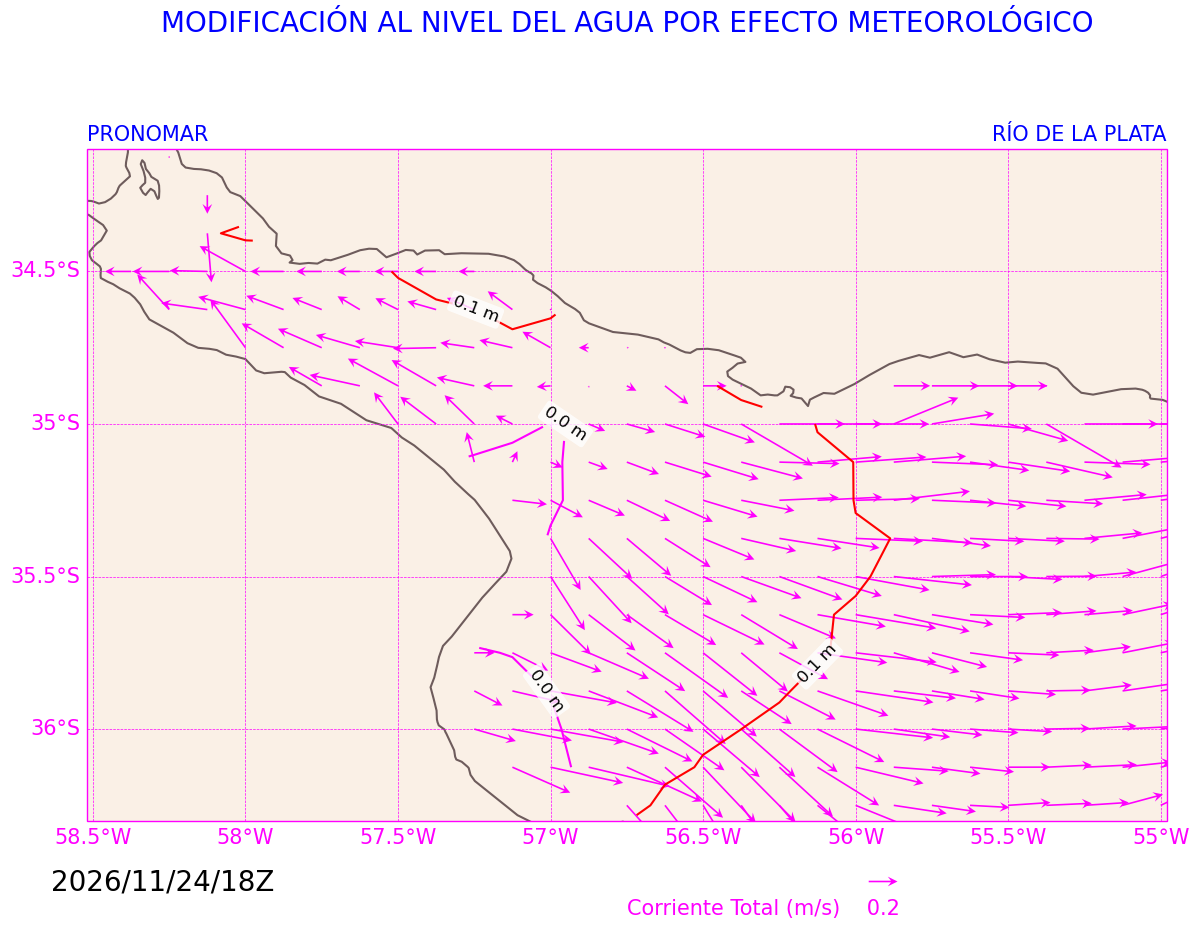 MODIFICACIÓN AL NIVEL DEL AGUA POR EFECTO METEOROLÓGICO
PRONOMAR
RÍO DE LA PLATA
34.5°S
0.1 m
35°S
0.0 m
35.5°S
0.1 m
0.0 m
36°S
58.5°W
58°W
57.5°W
57°W
56.5°W
56°W
55.5°W
55°W
2026/11/24/18Z
Corriente Total (m/s)
0.2